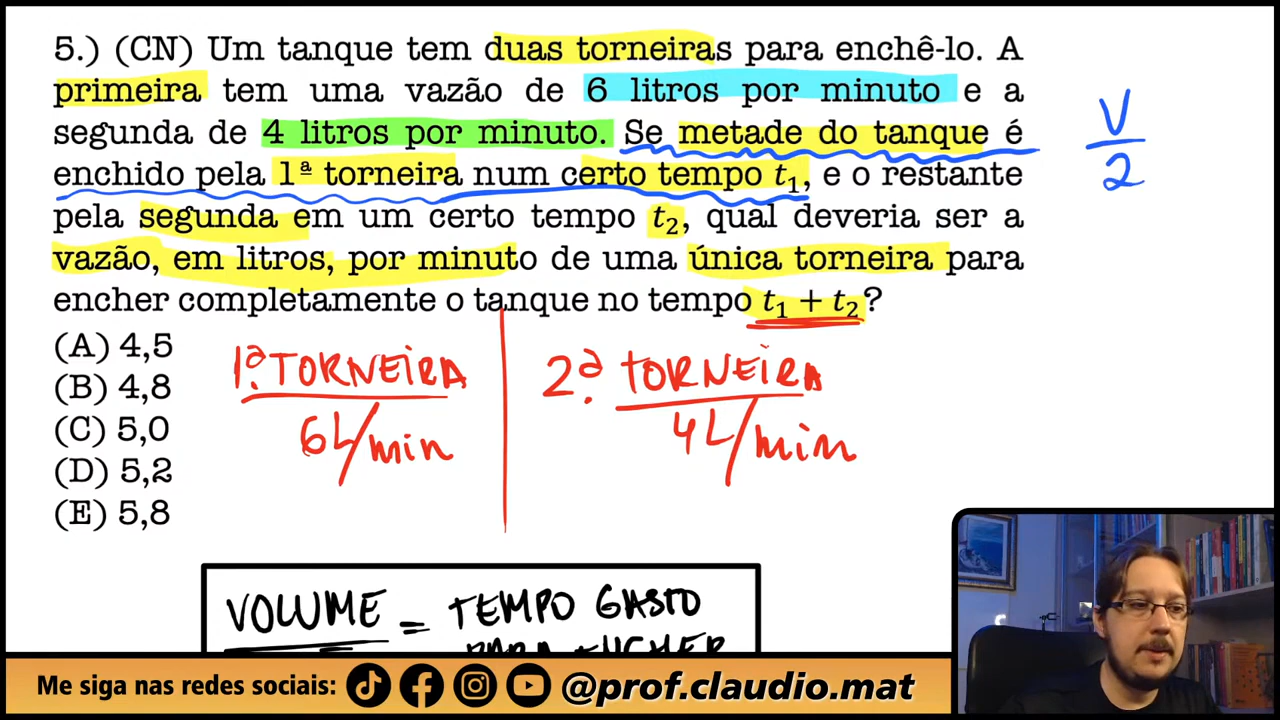 5.) (CN) Um tanque tem duas torneiras para enchê-lo. A
primeira tem uma vazão de 6 litros por minuto e a
segunda de 4 litros por minuto. Se metade do tanque é
enchido pela 1ª torneira num certo tempo t₁, e o restante
pela segunda em um certo tempo t₂, qual deveria ser a
vazão, em litros, por minuto de uma única torneira para
encher completamente o tanque no tempo t₁ + t₂?
V
2
(A) 4,5
(B) 4,8
(C) 5,0
(D) 5,2
(E) 5,8
1ª. TORNEIRA
6L/min
2ª. TORNEIRA
4L/min
VOLUME = TEMPO GASTO
PARA ENCHER
Me siga nas redes sociais: @prof.claudio.mat